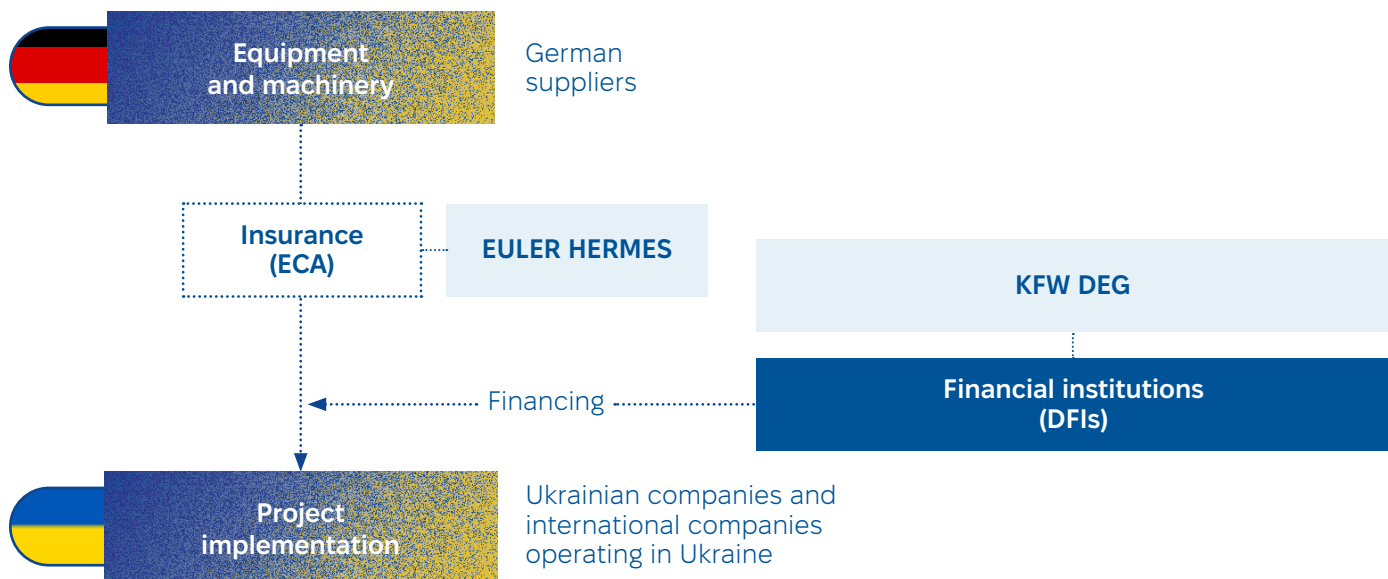 Equipment
and machinery
German
suppliers
Insurance
(ECA)
EULER HERMES
KFW DEG
Financing
Financial institutions
(DFIs)
Project
implementation
Ukrainian companies and
international companies
operating in Ukraine